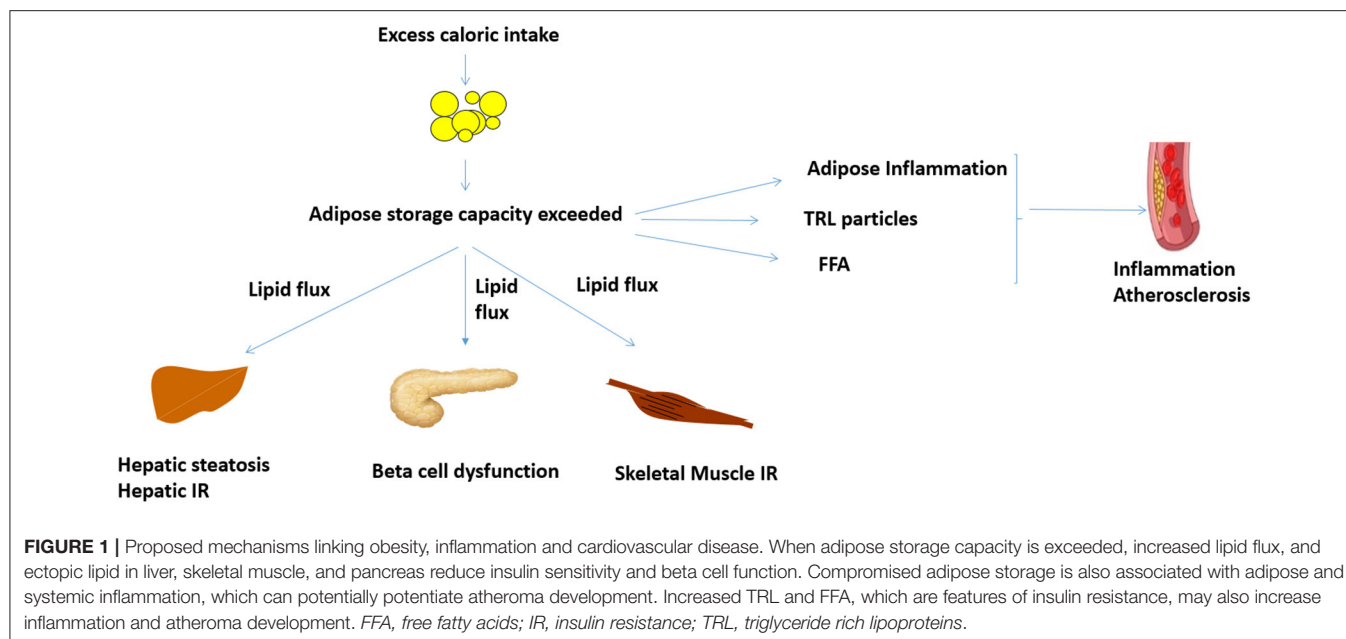 Excess caloric intake
Adipose storage capacity exceeded
Adipose Inflammation
TRL particles
FFA
Inflammation
Atherosclerosis
Lipid flux
Lipid
flux
Lipid flux
Hepatic steatosis
Hepatic IR
Beta cell dysfunction
Skeletal Muscle IR
FIGURE 1 | Proposed mechanisms linking obesity, inflammation and cardiovascular disease. When adipose storage capacity is exceeded, increased lipid flux, and
ectopic lipid in liver, skeletal muscle, and pancreas reduce insulin sensitivity and beta cell function. Compromised adipose storage is also associated with adipose and
systemic inflammation, which can potentially potentiate atheroma development. Increased TRL and FFA, which are features of insulin resistance, may also increase
inflammation and atheroma development. FFA, free fatty acids; IR, insulin resistance; TRL, triglyceride rich lipoproteins.